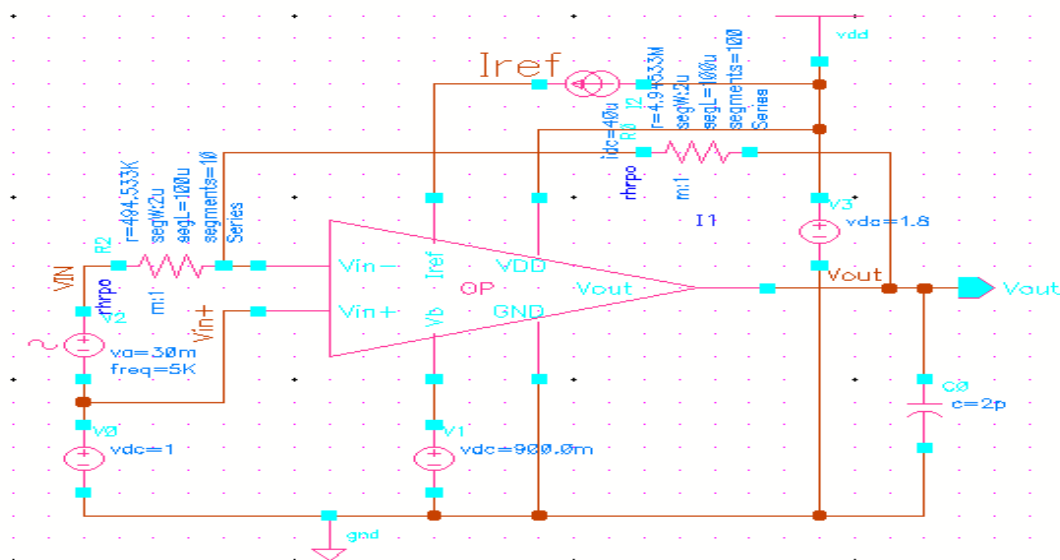 vdd
Iref
I2
idc=40u
R0
r=4.94533M
segW:2u
segL=100u
segments=100
Series
rhrpo
m:1
I1
V3
vdc=1.8
R2
r=494.533K
segW:2u
segL=100u
segments=10
Series
rhrpo
m:1
VIN
Vin+
V2
va=30m
freq=5K
V0
vdc=1
Vin-
Vin+
Iref
VDD
OP
Vout
Vb
GND
Vout
Vout
V1
vdc=900.0m
C0
c=2p
gnd